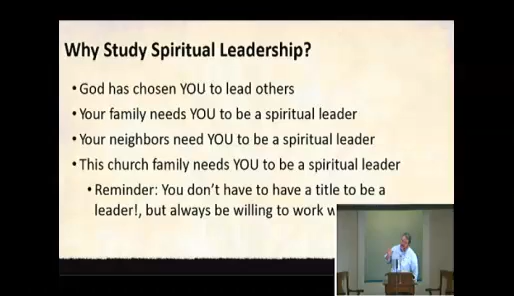 Why Study Spiritual Leadership?
• God has chosen YOU to lead others
• Your family needs YOU to be a spiritual leader
• Your neighbors need YOU to be a spiritual leader
• This church family needs YOU to be a spiritual leader
• Reminder: You don't have to have a title to be a
leader!, but always be willing to work